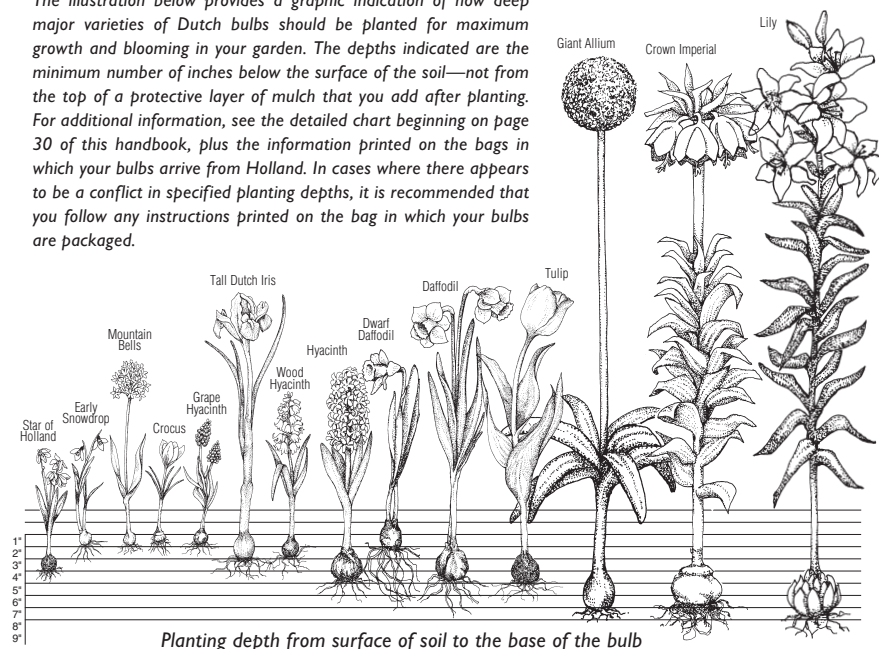 The illustration below provides a graphic indication of how deep
major varieties of Dutch bulbs should be planted for maximum
growth and blooming in your garden. The depths indicated are the
minimum number of inches below the surface of the soil—not from
the top of a protective layer of mulch that you add after planting.
For additional information, see the detailed chart beginning on page
30 of this handbook, plus the information printed on the bags in
which your bulbs arrive from Holland. In cases where there appears
to be a conflict in specified planting depths, it is recommended that
you follow any instructions printed on the bag in which your bulbs
are packaged.
Giant Allium
Crown Imperial
Lily
Tall Dutch Iris
Mountain
Bells
Early
Snowdrop
Star of
Holland
Crocus
Grape
Hyacinth
Wood
Hyacinth
Hyacinth
Dwarf
Daffodil
Daffodil
Tulip
1"
2"
3"
4"
5"
6"
7"
8"
9"
Planting depth from surface of soil to the base of the bulb